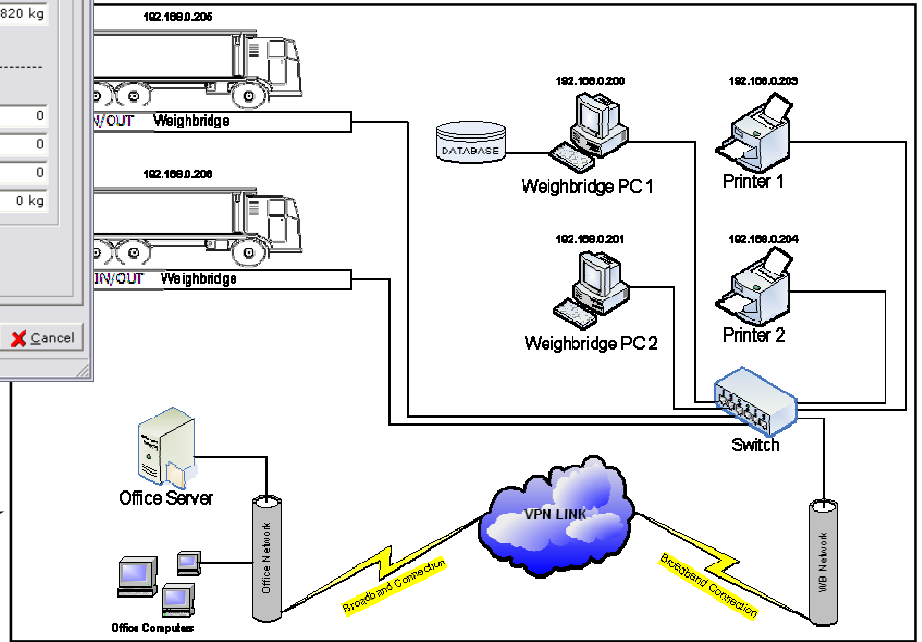 820 kg
0
0
0
0 kg
Cancel
192.168.0.205
IN/OUT Weighbridge
192.168.0.206
IN/OUT Weighbridge
DATABASE
192.168.0.200
Weighbridge PC 1
192.168.0.203
Printer 1
192.168.0.201
Weighbridge PC 2
192.168.0.204
Printer 2
Switch
Office Server
Office Network
Office Computers
Broadband Connection
VPN LINK
Broadband Connection
WB Network